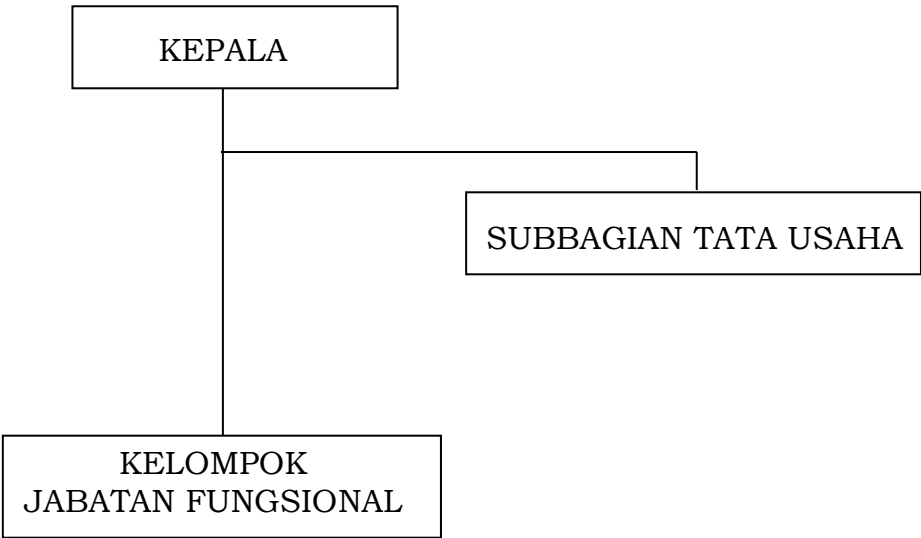 KEPALA
SUBBAGIAN TATA USAHA
KELOMPOK
JABATAN FUNGSIONAL